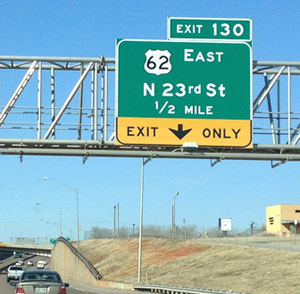 EXIT 130
62 EAST
N 23rd St
1/2 MILE
EXIT ONLY